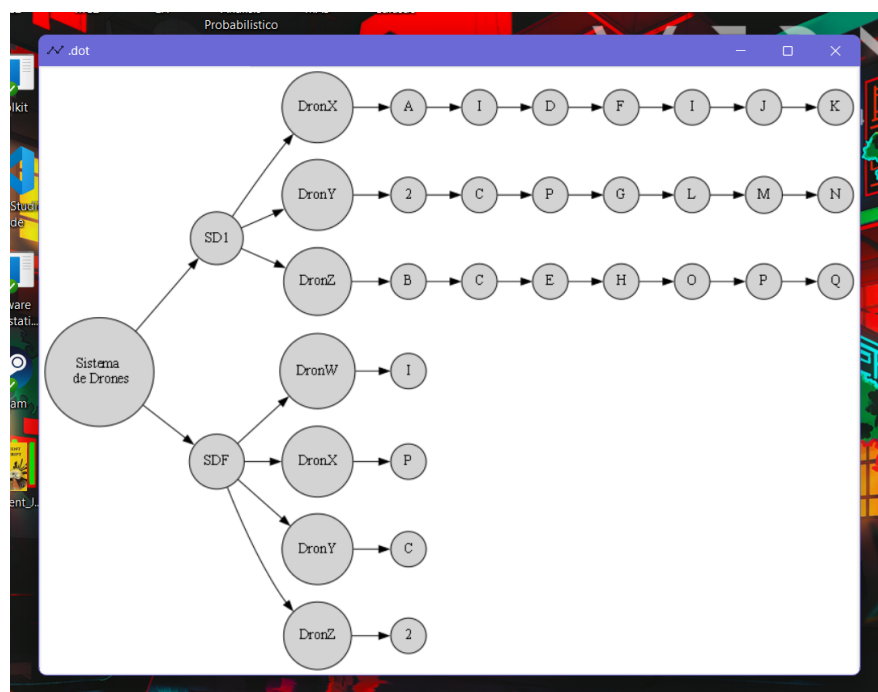 Probabilistico
.dot
lkit
Studi
de
ware
stati...
am
ent_J...
DronX A I D F I J K
DronY 2 C P G L M N
SD1
DronZ B C E H O P Q
Sistema
de Drones
DronW I
SDF DronX P
DronY C
DronZ 2